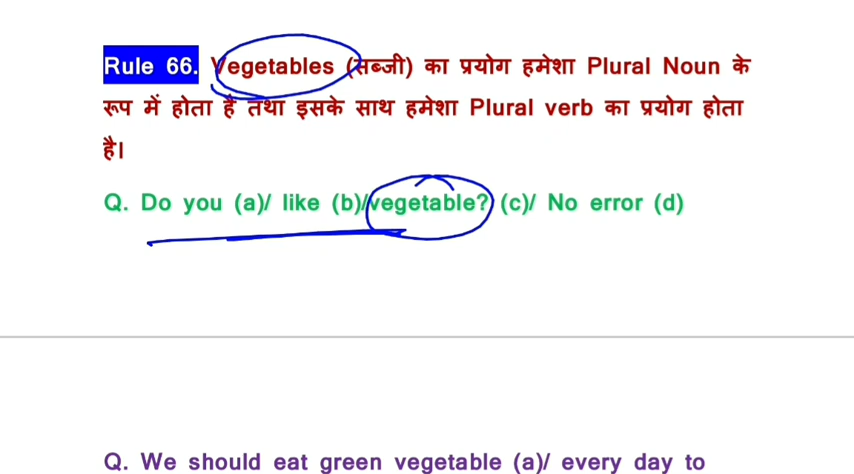 Rule 66. Vegetables (सब्जी) का प्रयोग हमेशा Plural Noun के
रूप में होता है तथा इसके साथ हमेशा Plural verb का प्रयोग होता
है।
Q. Do you (a)/ like (b)/vegetable? (c)/ No error (d)
Q. We should eat green vegetable (a)/ every day to